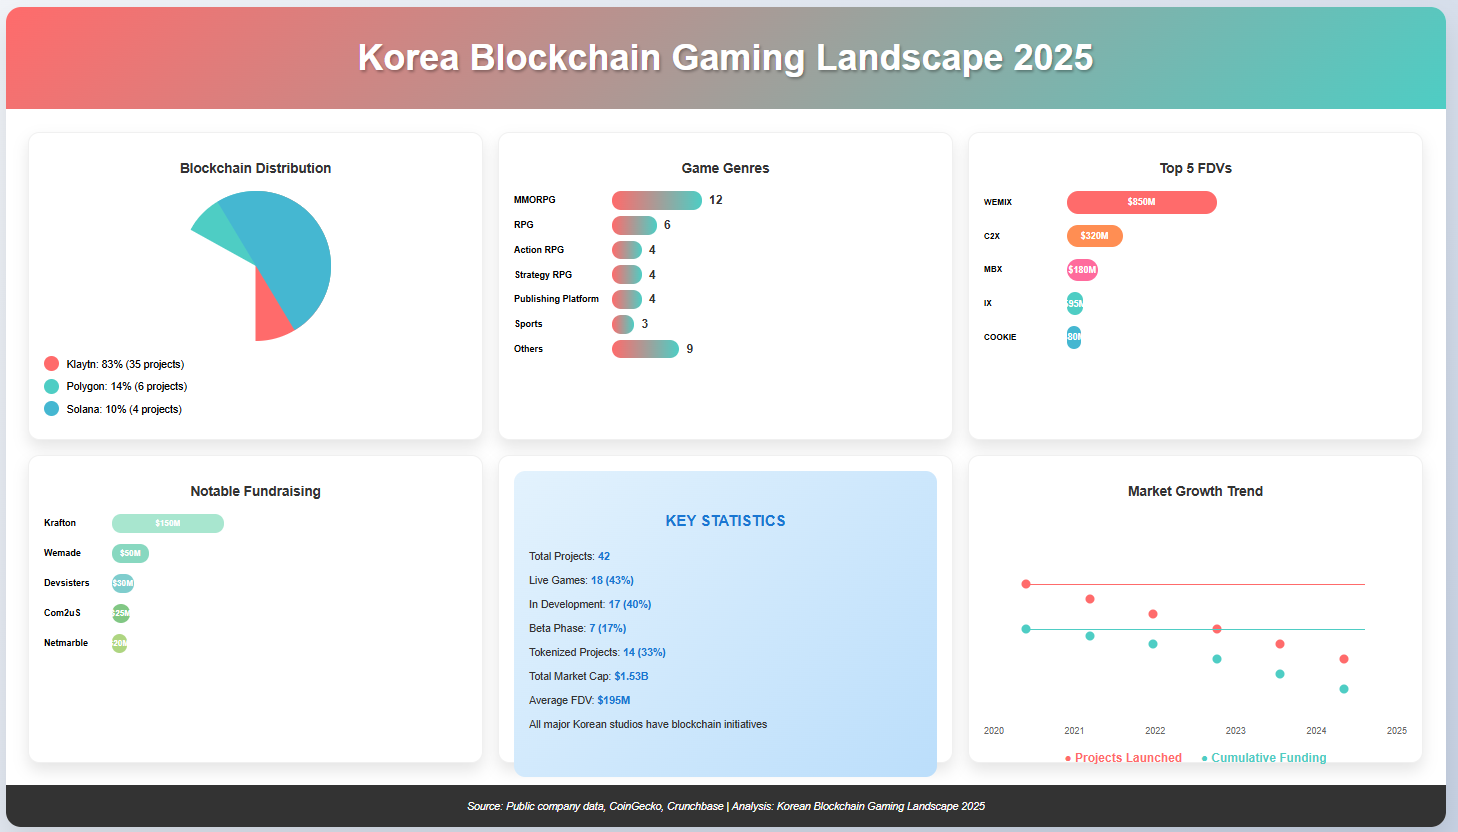 Korea Blockchain Gaming Landscape 2025
Blockchain Distribution
Klaytn: 83% (35 projects)
Polygon: 14% (6 projects)
Solana: 10% (4 projects)
Game Genres
MMORPG 12
RPG 6
Action RPG 4
Strategy RPG 4
Publishing Platform 4
Sports 3
Others 9
Top 5 FDVs
WEMIX $850M
C2X $320M
MBX $180M
IX $95M
COOKIE $80M
Notable Fundraising
Krafton $150M
Wemade $50M
Devsisters $30M
Com2uS $25M
Netmarble $20M
KEY STATISTICS
Total Projects: 42
Live Games: 18 (43%)
In Development: 17 (40%)
Beta Phase: 7 (17%)
Tokenized Projects: 14 (33%)
Total Market Cap: $1.53B
Average FDV: $195M
All major Korean studios have blockchain initiatives
Market Growth Trend
2020 2021 2022 2023 2024 2025
● Projects Launched ● Cumulative Funding
Source: Public company data, CoinGecko, Crunchbase | Analysis: Korean Blockchain Gaming Landscape 2025